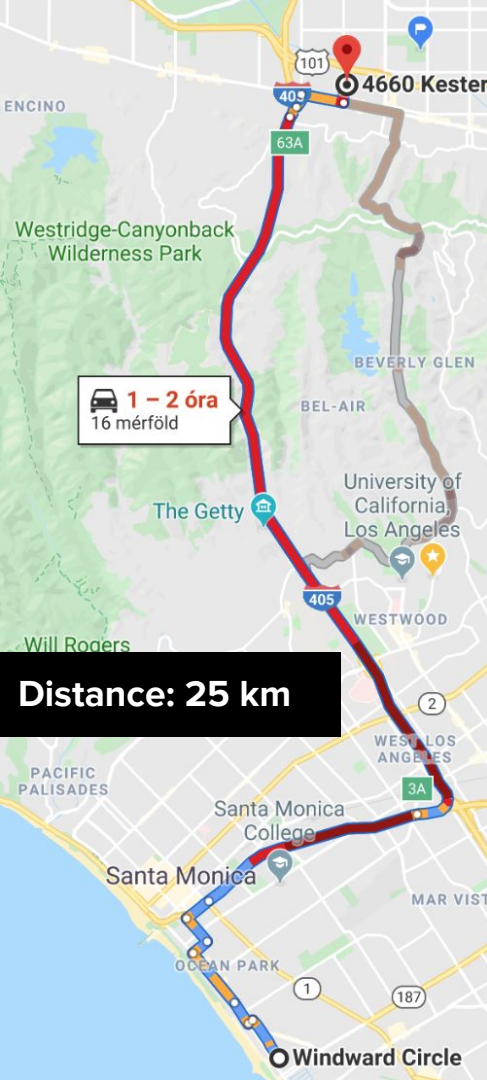 101
4660 Kester
405
ENCINO
63A
Westridge-Canyonback
Wilderness Park
BEVERLY GLEN
1 – 2 óra
16 mérföld
BEL-AIR
University of
California,
Los Angeles
The Getty
405
WESTWOOD
Will Rogers
Distance: 25 km
2
WEST LOS
ANGELES
PACIFIC
PALISADES
3A
Santa Monica
College
Santa Monica
MAR VIST
OCEAN PARK
1
187
Windward Circle